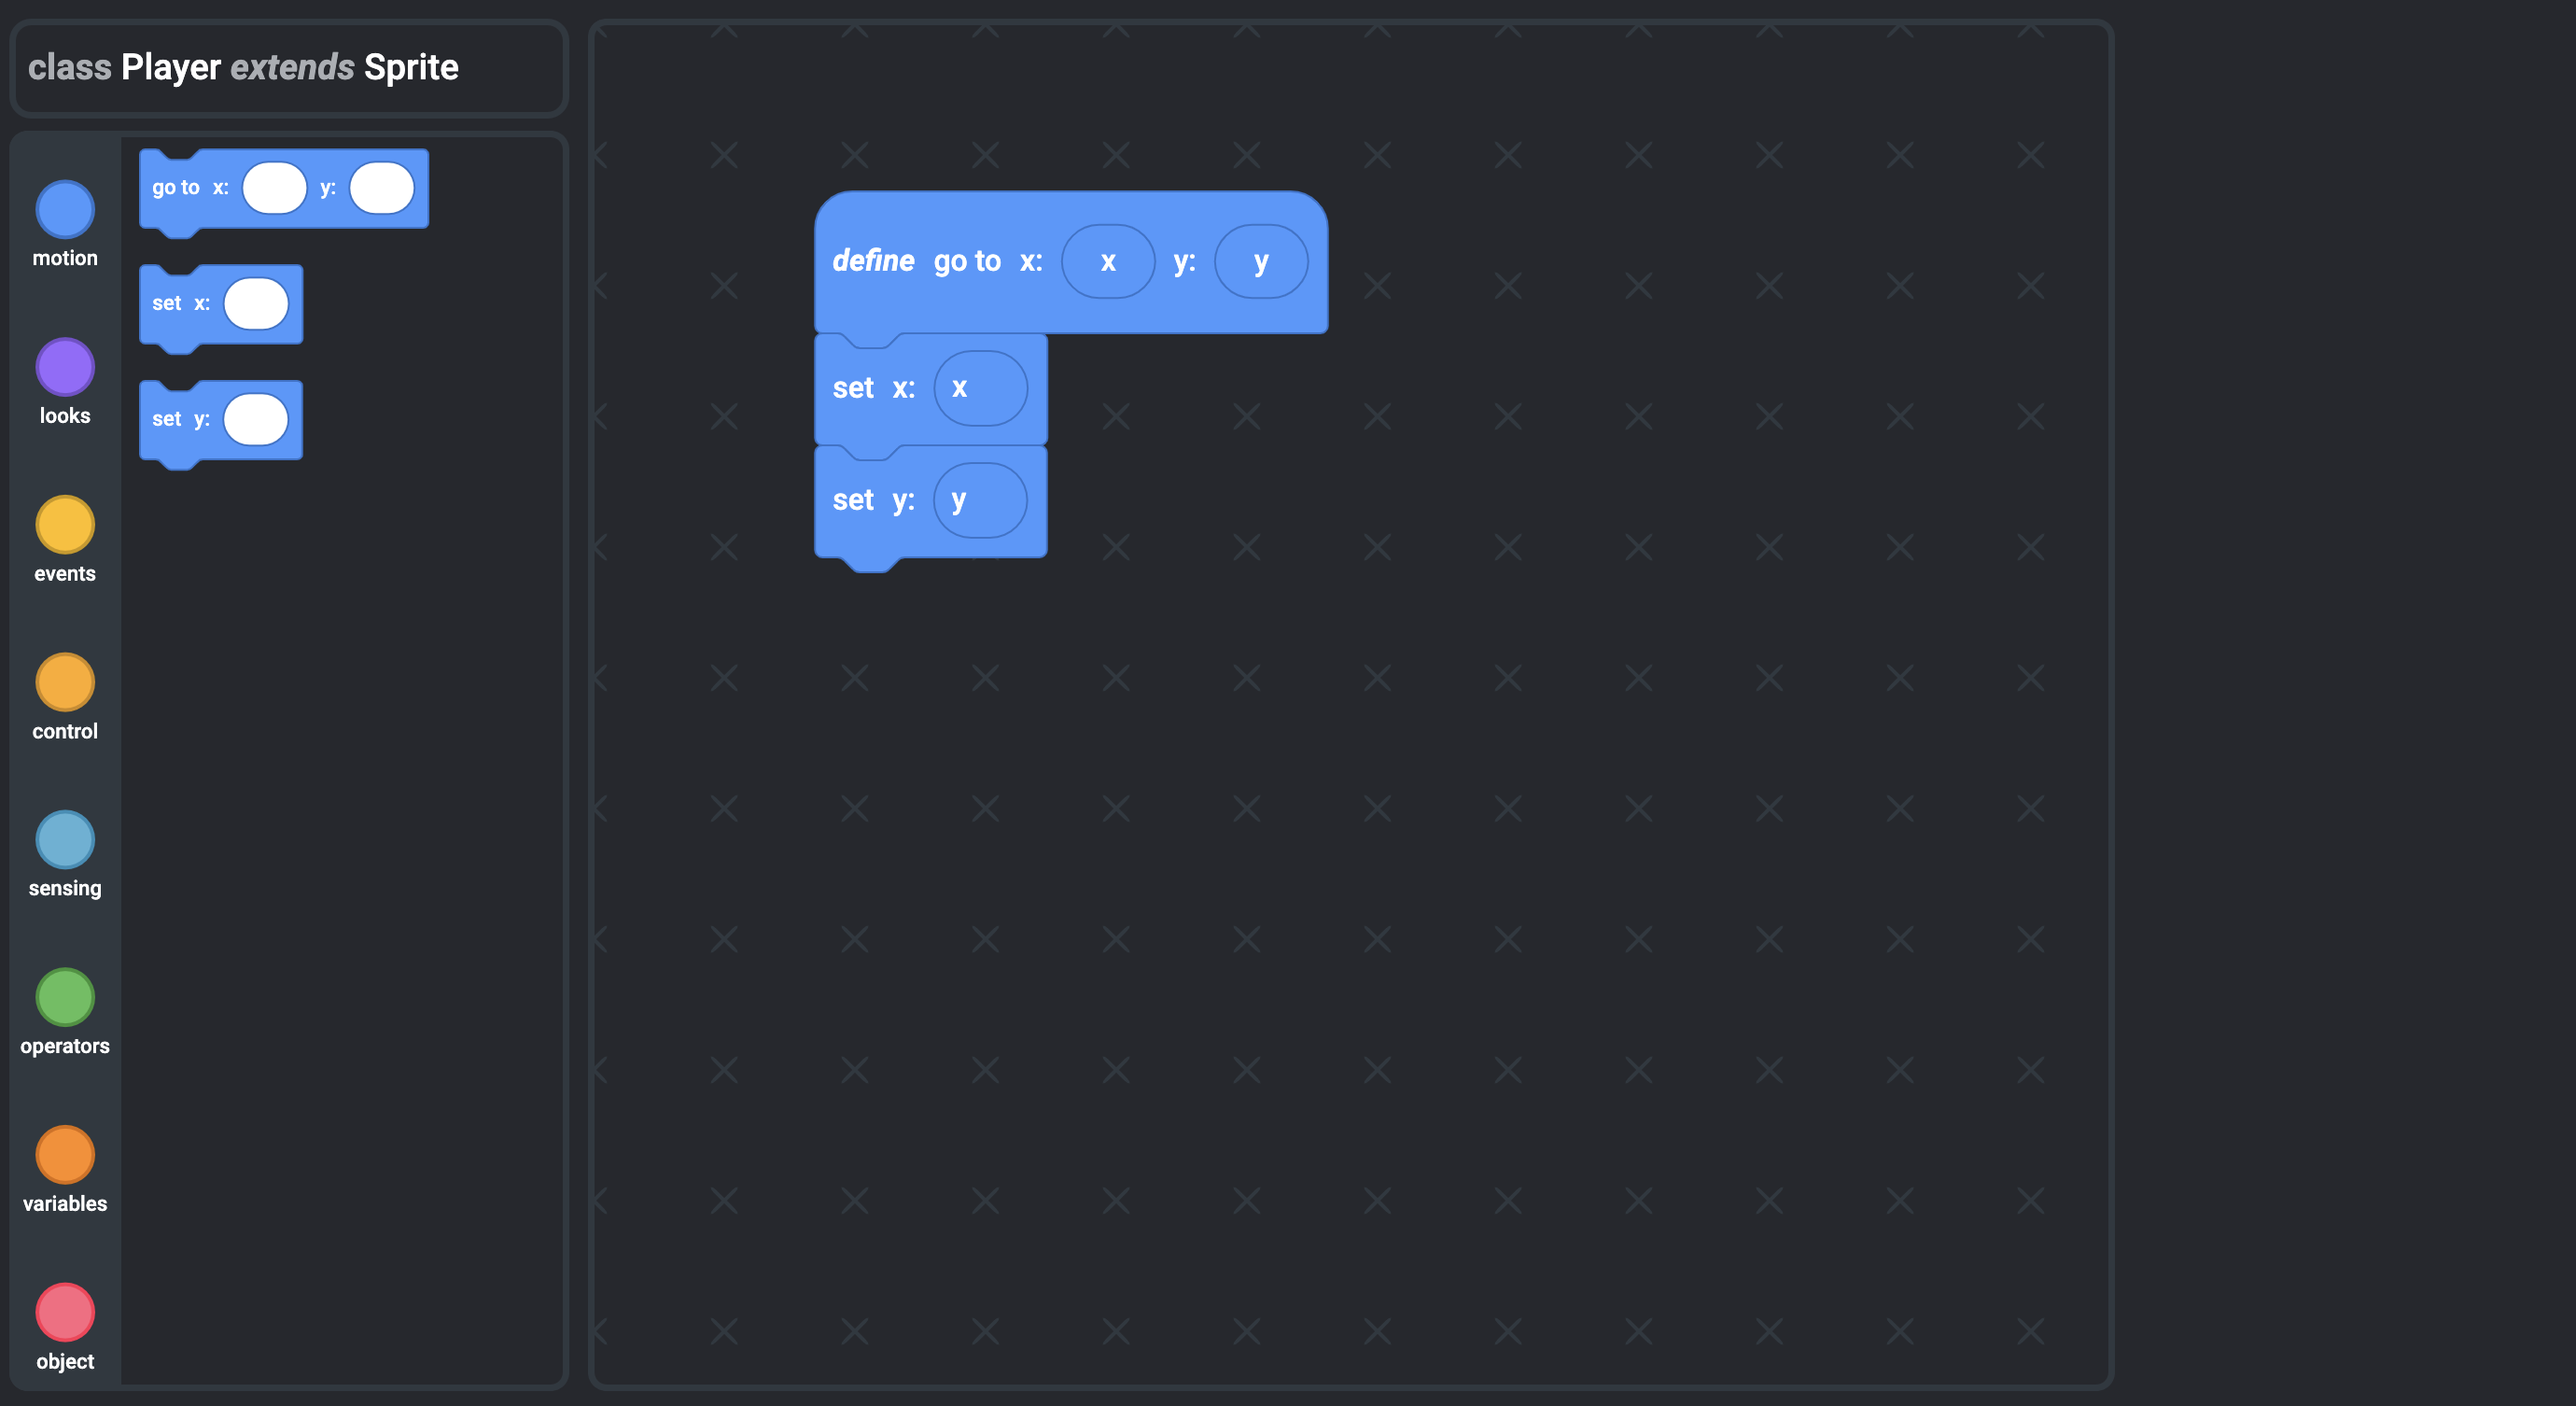 class Player extends Sprite
motion
looks
events
control
sensing
operators
variables
object
go to x: y:
set x:
set y:
define go to x: x y: y
set x: x
set y: y